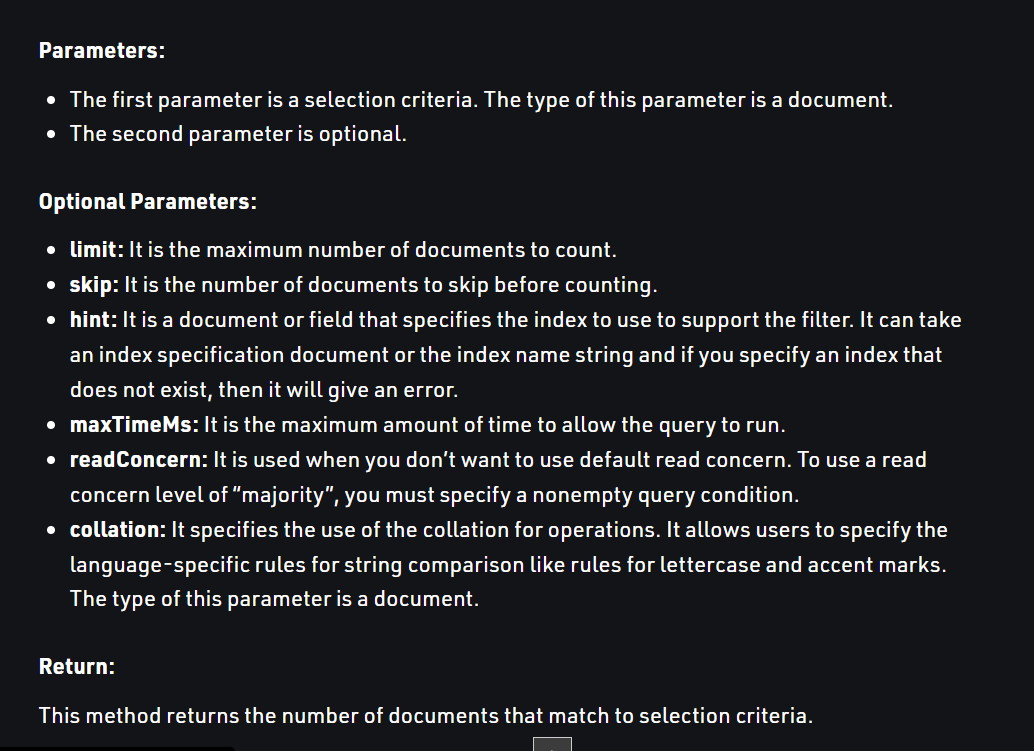 Parameters:
• The first parameter is a selection criteria. The type of this parameter is a document.
• The second parameter is optional.
Optional Parameters:
• limit: It is the maximum number of documents to count.
• skip: It is the number of documents to skip before counting.
• hint: It is a document or field that specifies the index to use to support the filter. It can take
an index specification document or the index name string and if you specify an index that
does not exist, then it will give an error.
• maxTimeMs: It is the maximum amount of time to allow the query to run.
• readConcern: It is used when you don’t want to use default read concern. To use a read
concern level of “majority”, you must specify a nonempty query condition.
• collation: It specifies the use of the collation for operations. It allows users to specify the
language-specific rules for string comparison like rules for lettercase and accent marks.
The type of this parameter is a document.
Return:
This method returns the number of documents that match to selection criteria.